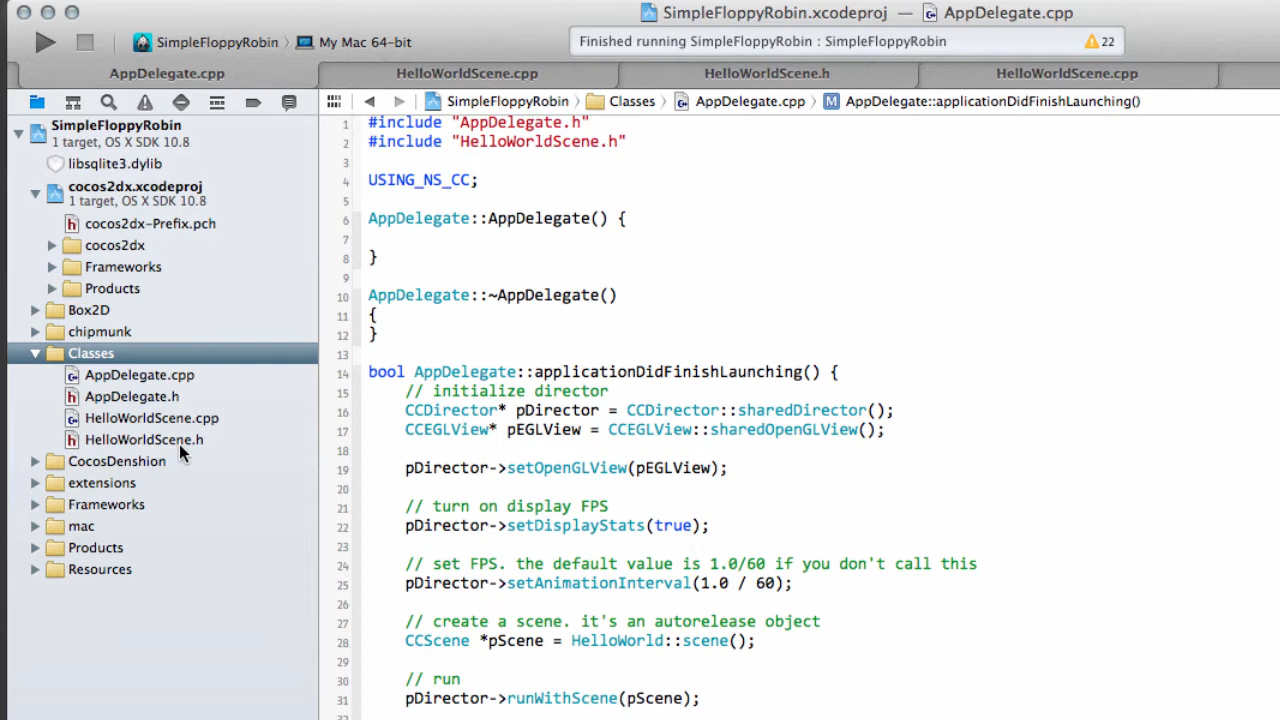 SimpleFloppyRobin.xcodeproj — AppDelegate.cpp
SimpleFloppyRobin 〉 My Mac 64-bit
Finished running SimpleFloppyRobin : SimpleFloppyRobin
22
AppDelegate.cpp
HelloWorldScene.cpp
HelloWorldScene.h
HelloWorldScene.cpp
SimpleFloppyRobin 〉 Classes 〉 AppDelegate.cpp 〉 M AppDelegate::applicationDidFinishLaunching()
SimpleFloppyRobin
1 target, OS X SDK 10.8
libsqlite3.dylib
cocos2dx.xcodeproj
1 target, OS X SDK 10.8
h cocos2dx-Prefix.pch
cocos2dx
Frameworks
Products
Box2D
chipmunk
Classes
AppDelegate.cpp
h AppDelegate.h
HelloWorldScene.cpp
h HelloWorldScene.h
CocosDenshion
extensions
Frameworks
mac
Products
Resources
1 #include "AppDelegate.h"
2 #include "HelloWorldScene.h"
3
4 USING_NS_CC;
5
6 AppDelegate::AppDelegate() {
7
8 }
9
10 AppDelegate::~AppDelegate()
11 {
12 }
13
14 bool AppDelegate::applicationDidFinishLaunching() {
15 // initialize director
16 CCDirector* pDirector = CCDirector::sharedDirector();
17 CCEGLView* pEGLView = CCEGLView::sharedOpenGLView();
18
19 pDirector->setOpenGLView(pEGLView);
20
21 // turn on display FPS
22 pDirector->setDisplayStats(true);
23
24 // set FPS. the default value is 1.0/60 if you don't call this
25 pDirector->setAnimationInterval(1.0 / 60);
26
27 // create a scene. it's an autorelease object
28 CCScene *pScene = HelloWorld::scene();
29
30 // run
31 pDirector->runWithScene(pScene);
32